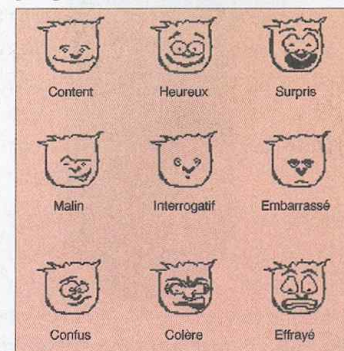 Content Heureux Surpris
Malin Interrogatif Embarrassé
Confus Colère Effrayé